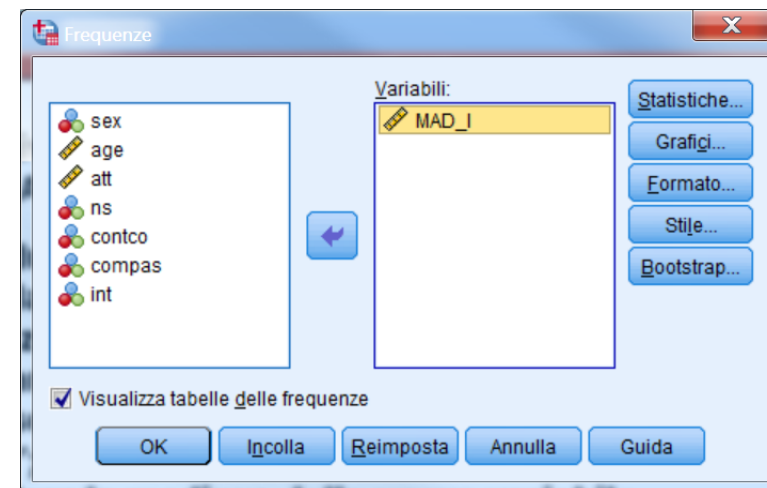 Frequenze
X
Variabili:
sex
age
att
ns
contco
compas
int
MAD_I
Statistiche...
Grafici...
Formato...
Stile...
Bootstrap...
Visualizza tabelle delle frequenze
OK Incolla Reimposta Annulla Guida